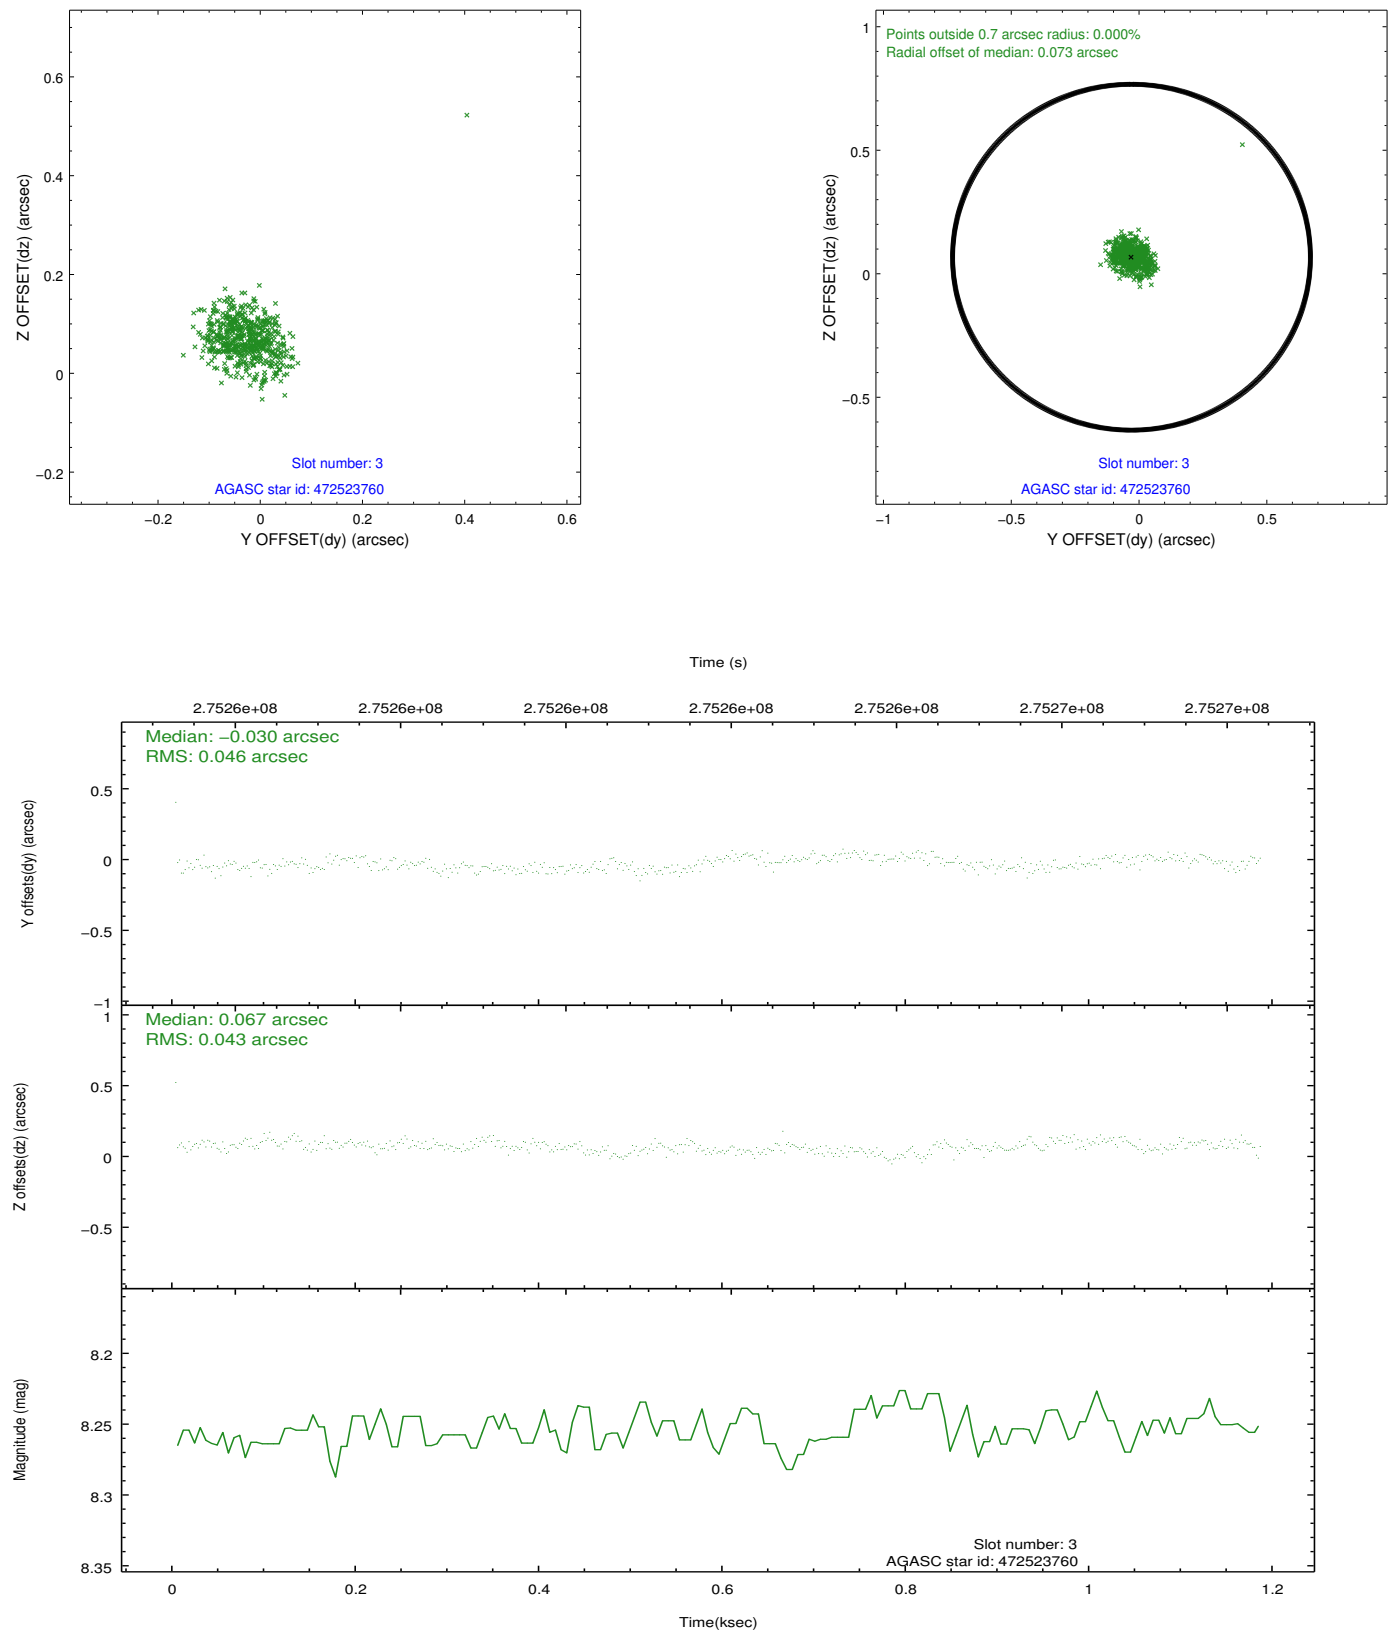 0.6
0.4
0.2
0
−0.2
Z OFFSET(dz) (arcsec)
Slot number: 3
AGASC star id: 472523760
−0.2 0 0.2 0.4 0.6
Y OFFSET(dy) (arcsec)
Points outside 0.7 arcsec radius: 0.000%
Radial offset of median: 0.073 arcsec
1
0.5
0
−0.5
Z OFFSET(dz) (arcsec)
Slot number: 3
AGASC star id: 472523760
−1 −0.5 0 0.5
Y OFFSET(dy) (arcsec)
Time (s)
2.7526e+08 2.7526e+08 2.7526e+08 2.7526e+08 2.7526e+08 2.7527e+08 2.7527e+08
Median: −0.030 arcsec
RMS: 0.046 arcsec
0.5
0
−0.5
−1
Y offsets(dy) (arcsec)
Median: 0.067 arcsec
RMS: 0.043 arcsec
1
0.5
0
−0.5
Z offsets(dz) (arcsec)
8.2
8.25
8.3
8.35
Magnitude (mag)
Slot number: 3
AGASC star id: 472523760
0 0.2 0.4 0.6 0.8 1 1.2
Time(ksec)